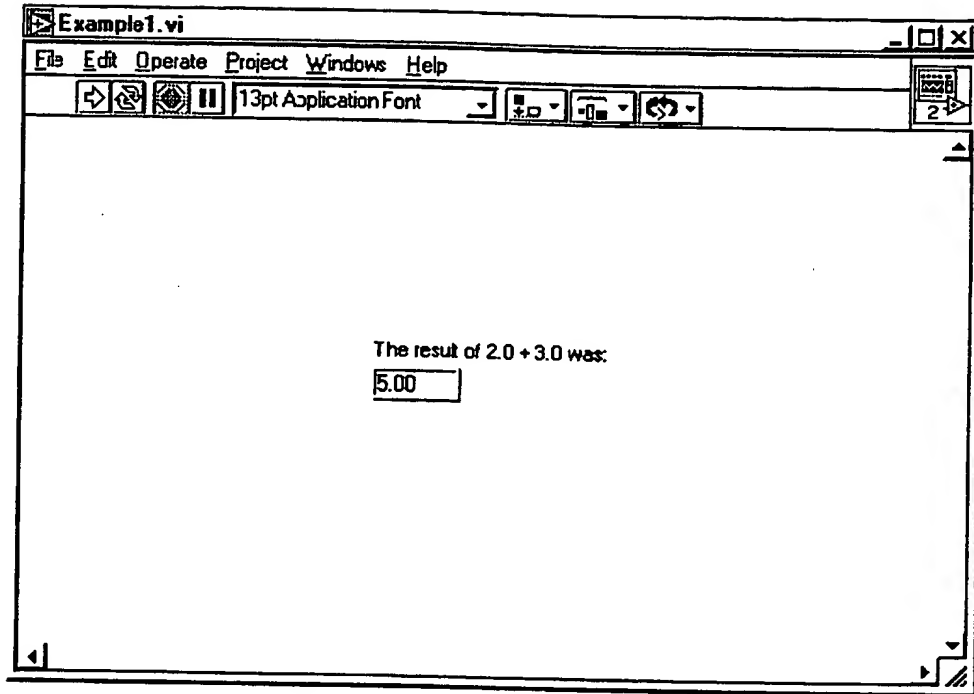 Example1.vi
File Edit Operate Project Windows Help
13pt Application Font
2
The result of 2.0 + 3.0 was:
5.00